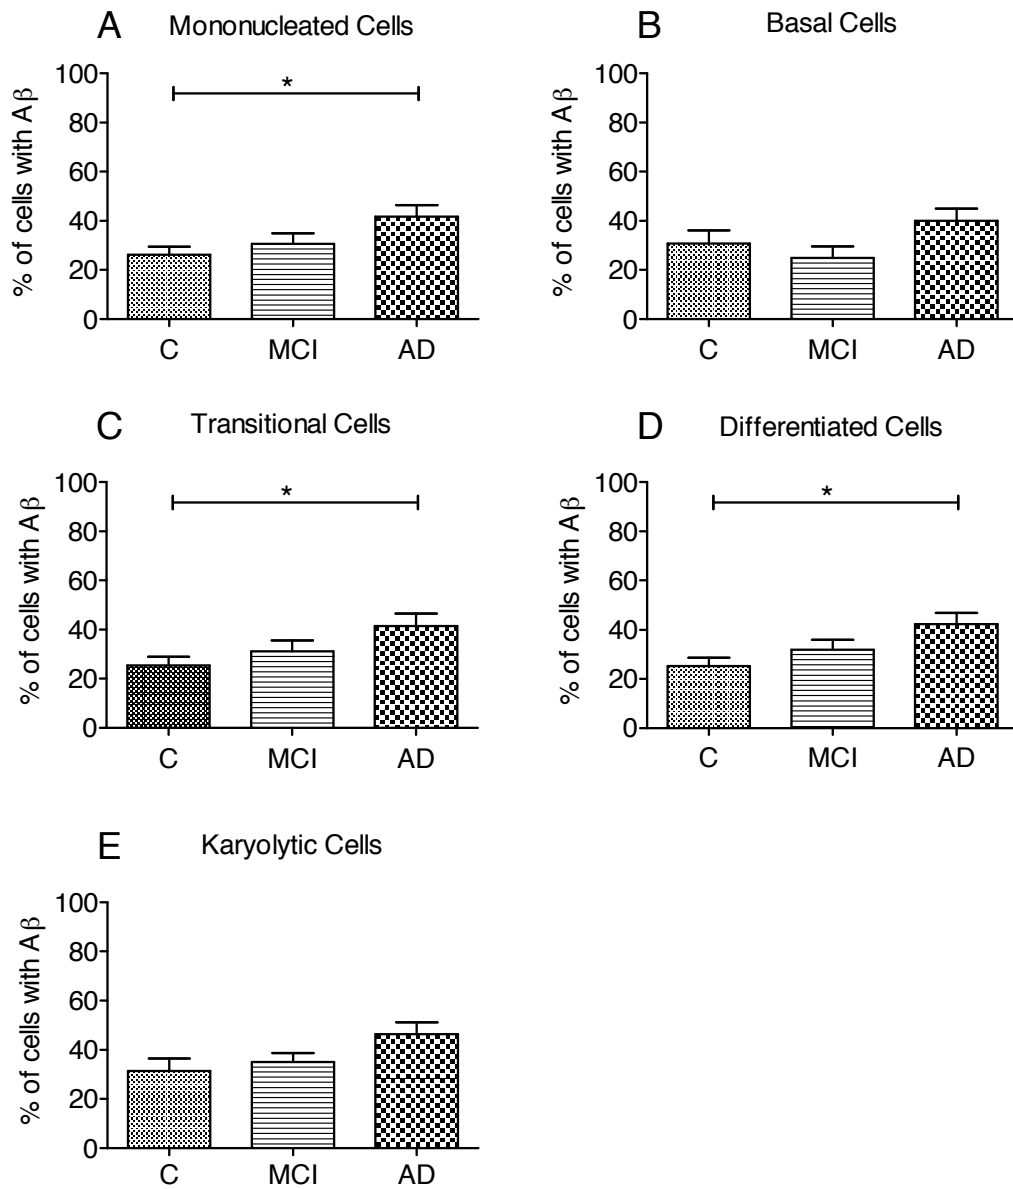 A Mononucleated Cells
% of cells with Aβ
100
80
60
40
20
0
*
C MCI AD
B Basal Cells
% of cells with Aβ
100
80
60
40
20
0
C MCI AD
C Transitional Cells
% of cells with Aβ
100
80
60
40
20
0
*
C MCI AD
D Differentiated Cells
% of cells with Aβ
100
80
60
40
20
0
*
C MCI AD
E Karyolytic Cells
% of cells with Aβ
100
80
60
40
20
0
C MCI AD